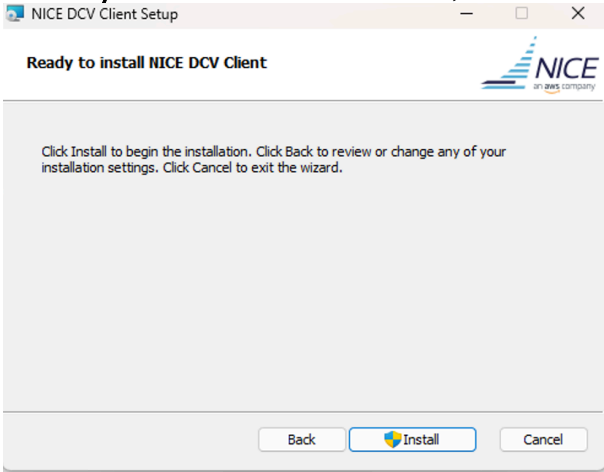 NICE DCV Client Setup
Ready to install NICE DCV Client
NICE
an aws company
Click Install to begin the installation. Click Back to review or change any of your
installation settings. Click Cancel to exit the wizard.
Back Install Cancel